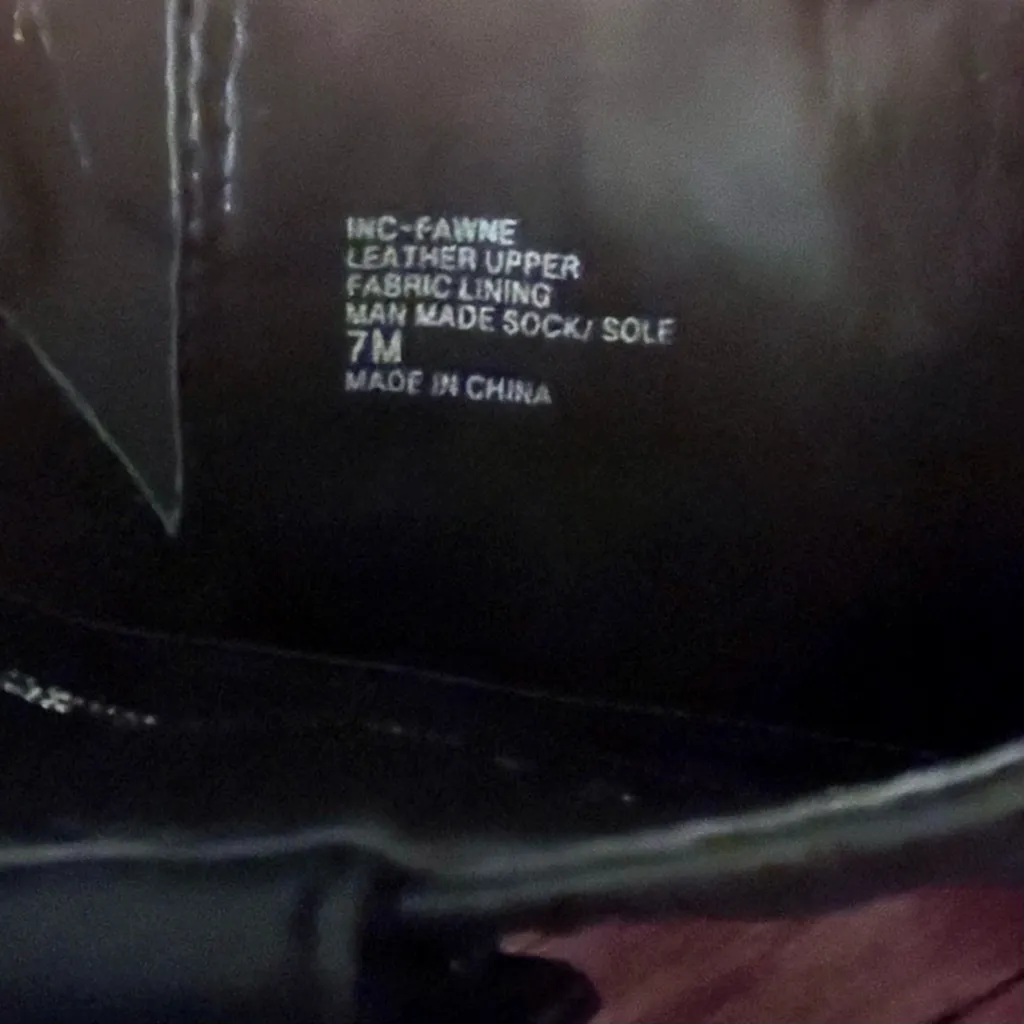 INC-FAWNE
LEATHER UPPER
FABRIC LINING
MAN MADE SOCK/ SOLE
7M
MADE IN CHINA